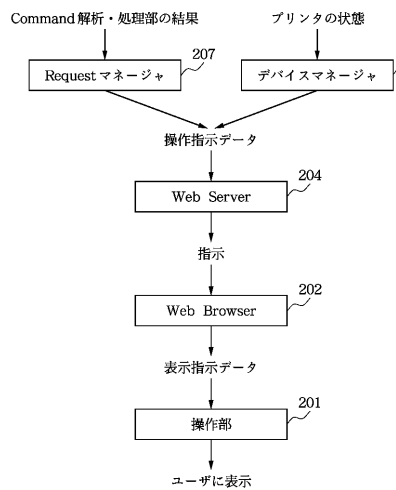 Command解析・処理部の結果
プリンタの状態
Requestマネージャ
207
デバイスマネージャ
操作指示データ
Web Server
204
指示
Web Browser
202
表示指示データ
操作部
201
ユーザに表示